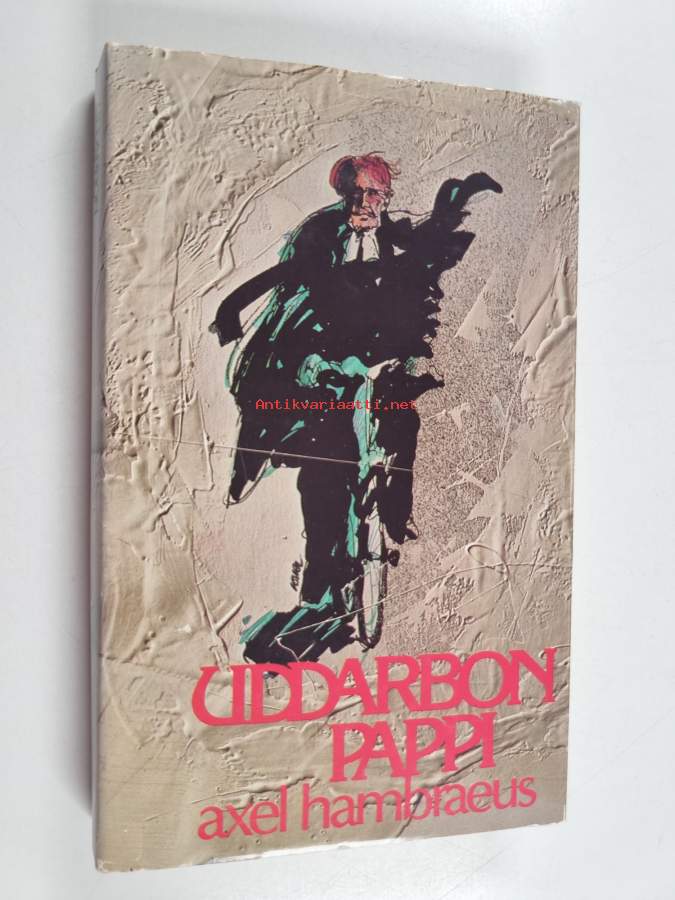 Antikvariaatti.net
UDDARBON
PAPPI
axel hambraeus